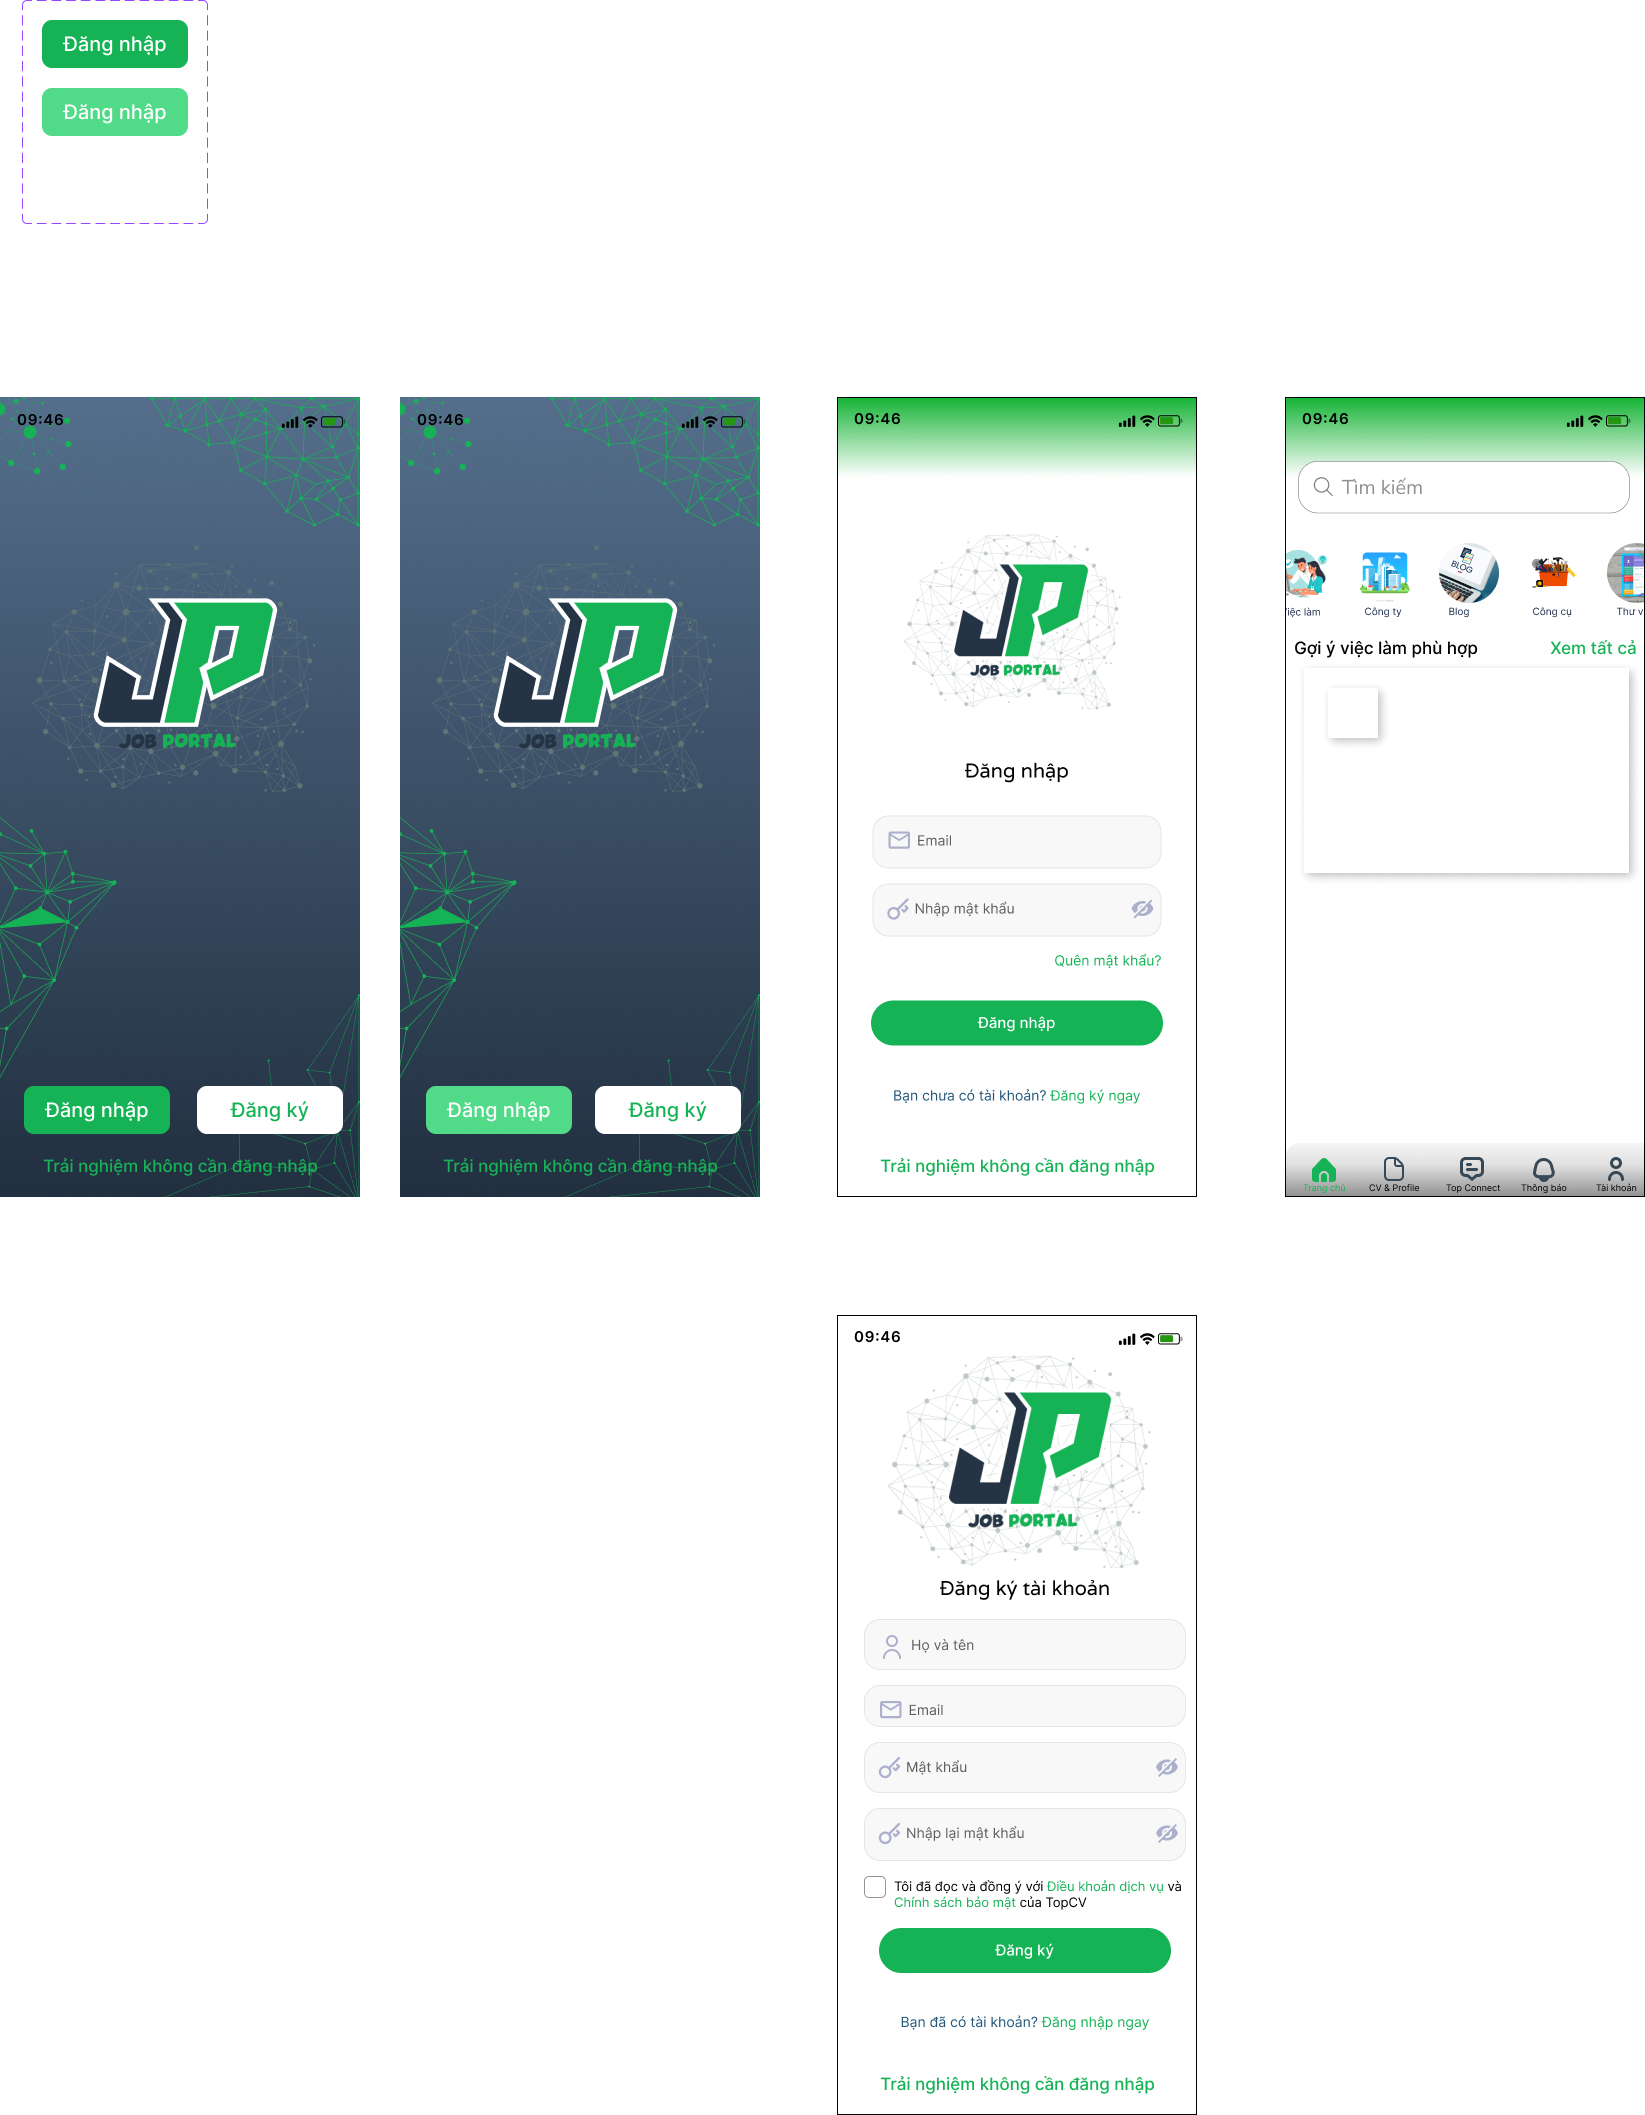 Đăng nhập
Đăng nhập
09:46
JOB PORTAL
Đăng nhập
Đăng ký
Trải nghiệm không cần đăng nhập
09:46
JOB PORTAL
Đăng nhập
Đăng ký
Trải nghiệm không cần đăng nhập
09:46
JOB PORTAL
Đăng nhập
Email
Nhập mật khẩu
Quên mật khẩu?
Đăng nhập
Bạn chưa có tài khoản? Đăng ký ngay
Trải nghiệm không cần đăng nhập
09:46
Tìm kiếm
BLOG
iệc làm
Công ty
Blog
Công cụ
Thư v
Gợi ý việc làm phù hợp
Xem tất cả
Trang chủ
CV & Profile
Top Connect
Thông báo
Tài khoản
09:46
JOB PORTAL
Đăng ký tài khoản
Họ và tên
Email
Mật khẩu
Nhập lại mật khẩu
Tôi đã đọc và đồng ý với Điều khoản dịch vụ và
Chính sách bảo mật của TopCV
Đăng ký
Bạn đã có tài khoản? Đăng nhập ngay
Trải nghiệm không cần đăng nhập